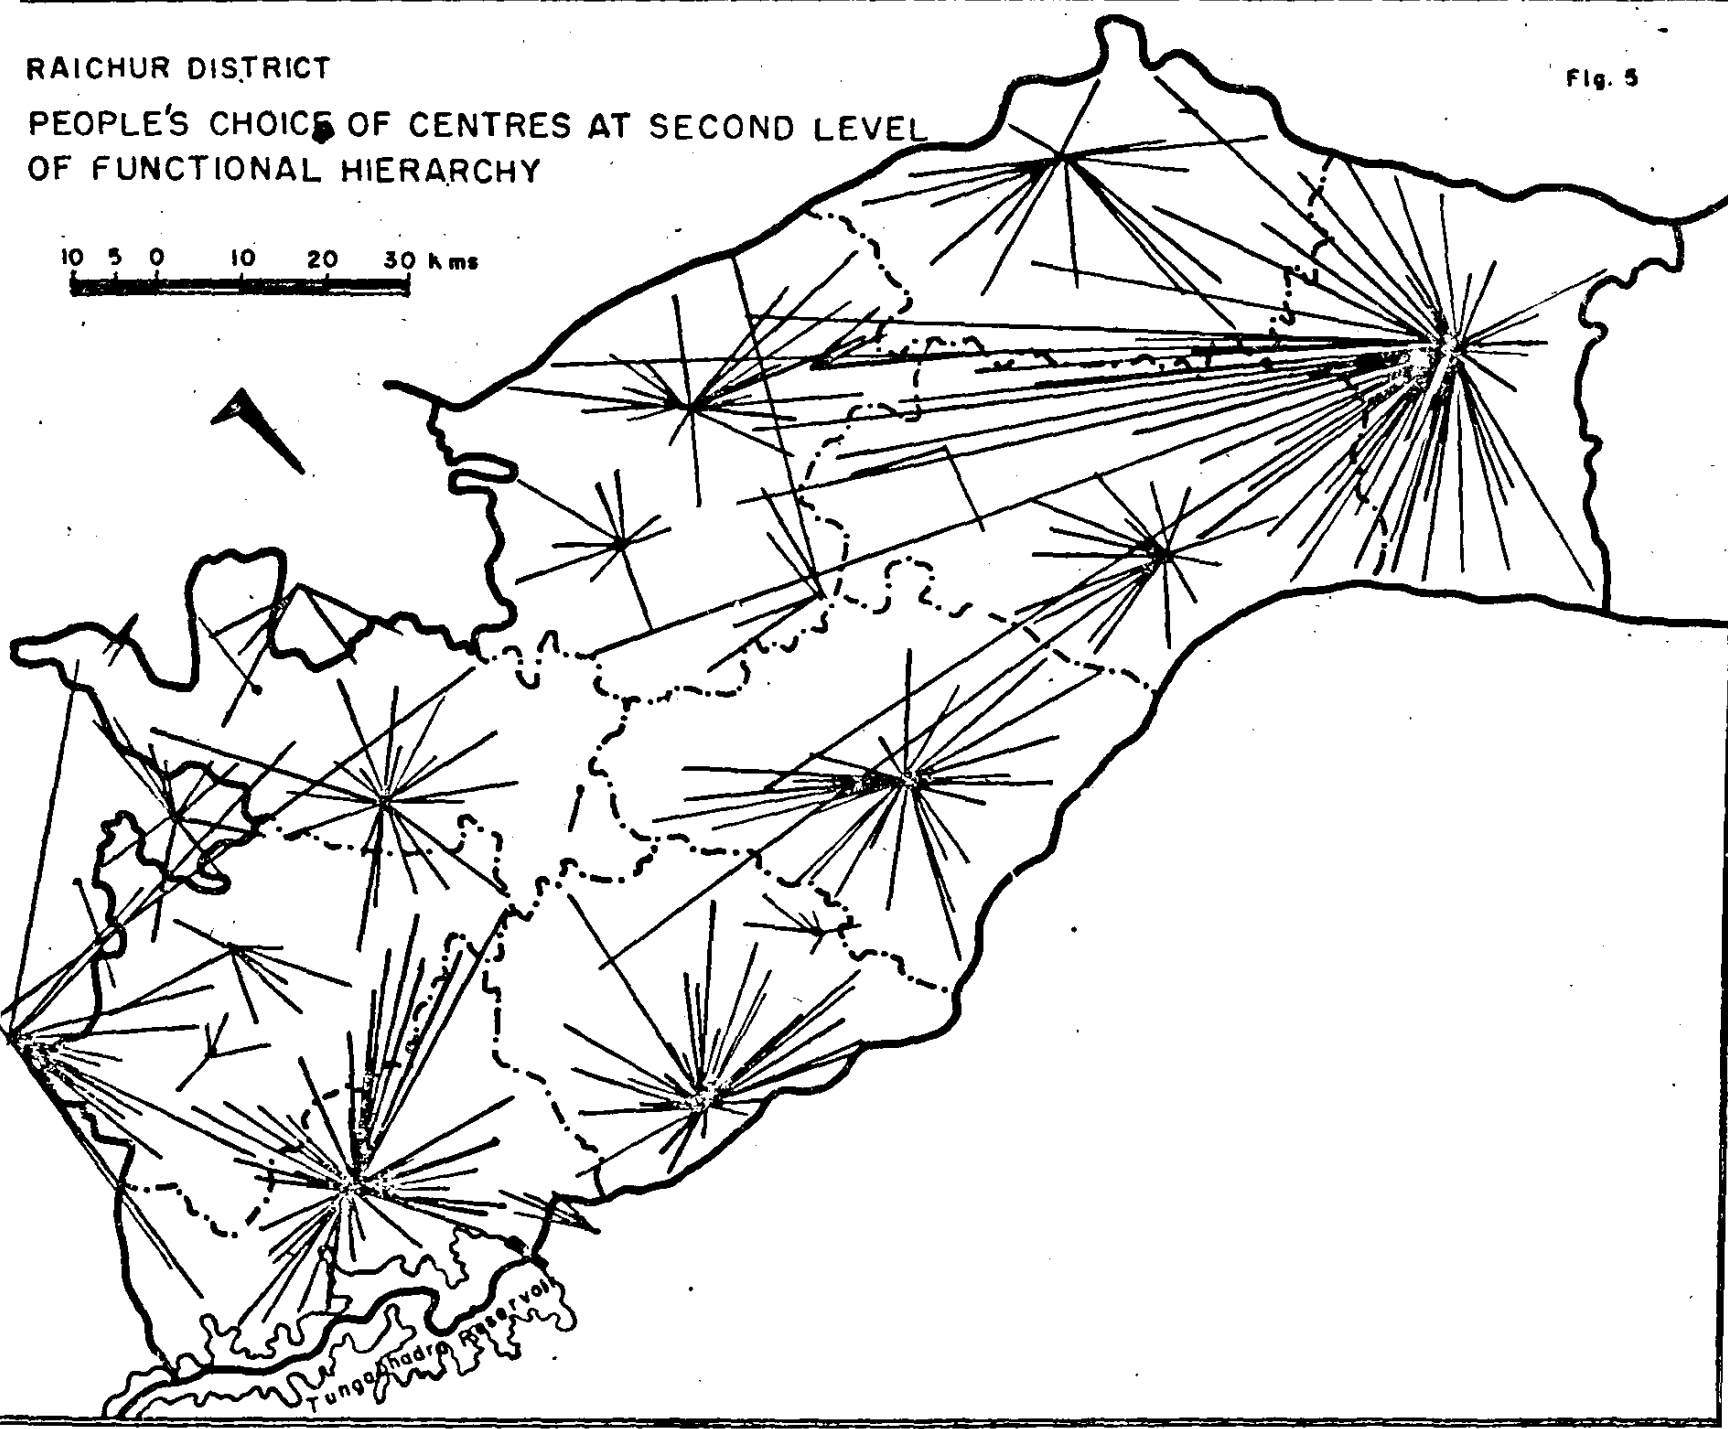 RAICHUR DISTRICT
Fig. 5
PEOPLE'S CHOICE OF CENTRES AT SECOND LEVEL
OF FUNCTIONAL HIERARCHY
10 5 0 10 20 30 kms
Tungabhadra Reservoir